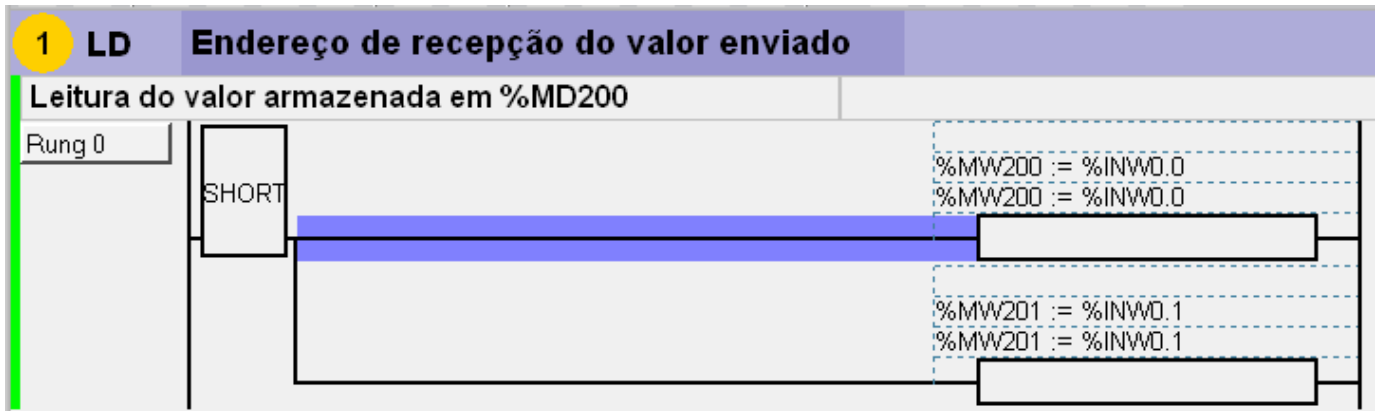 1 LD Endereço de recepção do valor enviado
Leitura do valor armazenada em %MD200
Rung 0
SHORT
%MW200 := %INW0.0
%MW200 := %INW0.0
%MW201 := %INW0.1
%MW201 := %INW0.1